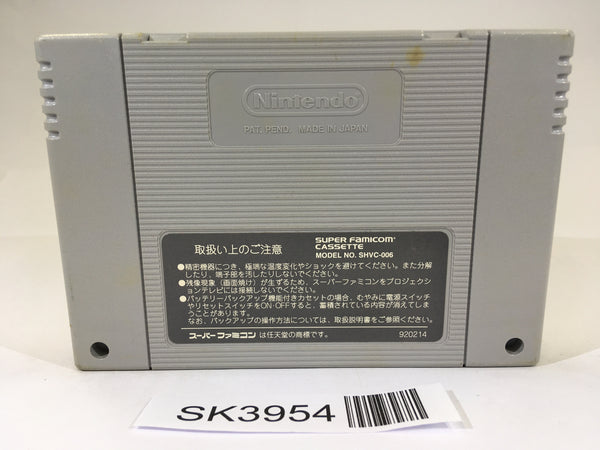 Nintendo
PAT. PEND. MADE IN JAPAN
取扱い上のご注意
SUPER FAMICOM
CASSETTE
MODEL NO. SHVC-006
●精密機器につき、極端な温度変化やショックを避けてください。また分解
したり、端子部を汚したりしないでください。
●残像現象（画面焼け）が生ずるため、スーパーファミコンをプロジェクシ
ョンテレビには接続しないでください。
●バッテリーバックアップ機能付きカセットの場合、むやみに電源スイッチ
やリセットスイッチをON・OFFすると、蓄積されている内容が消えてしま
うことがあります。
なお、バックアップの操作方法については、取扱説明書をご参照ください。
スーパーファミコン は任天堂の商標です。
920214
SK3954